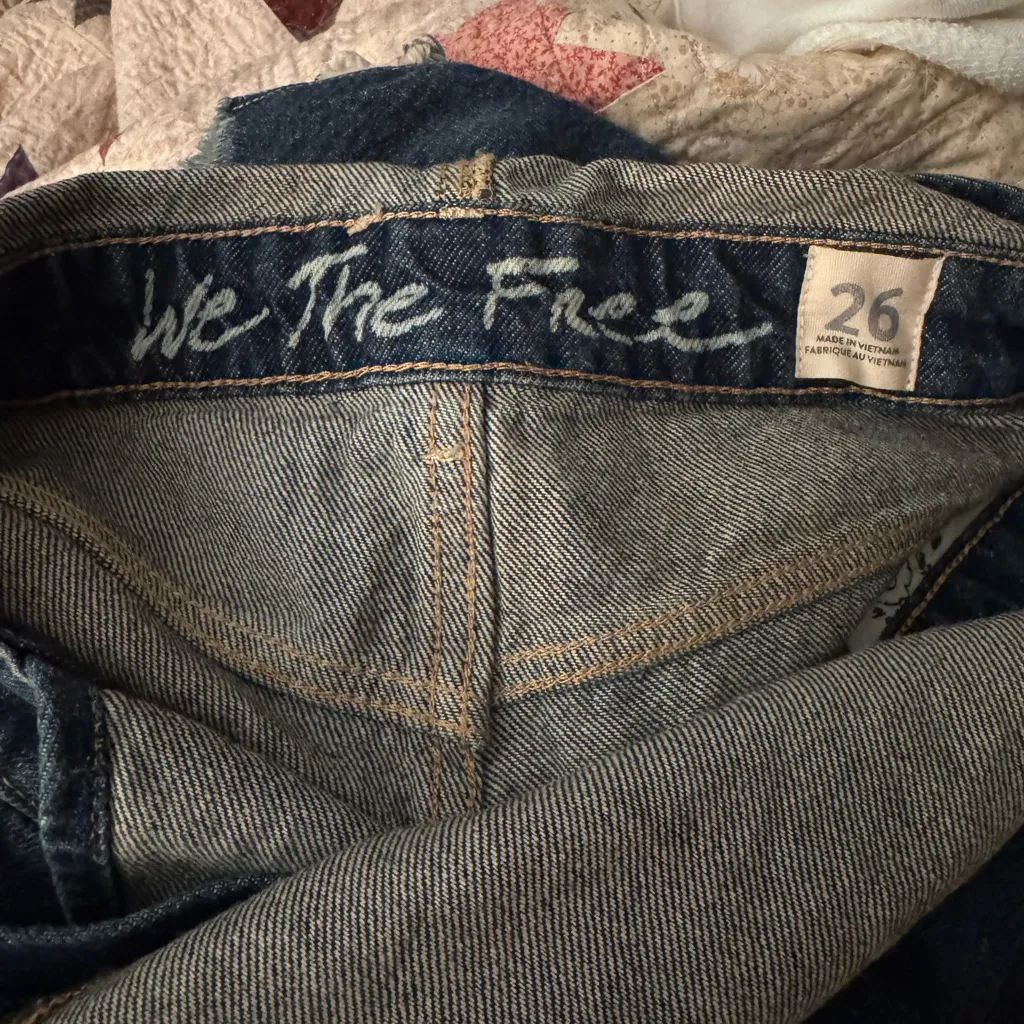 We The Free
26
MADE IN VIETNAM
FABRIQUE AU VIETNAM